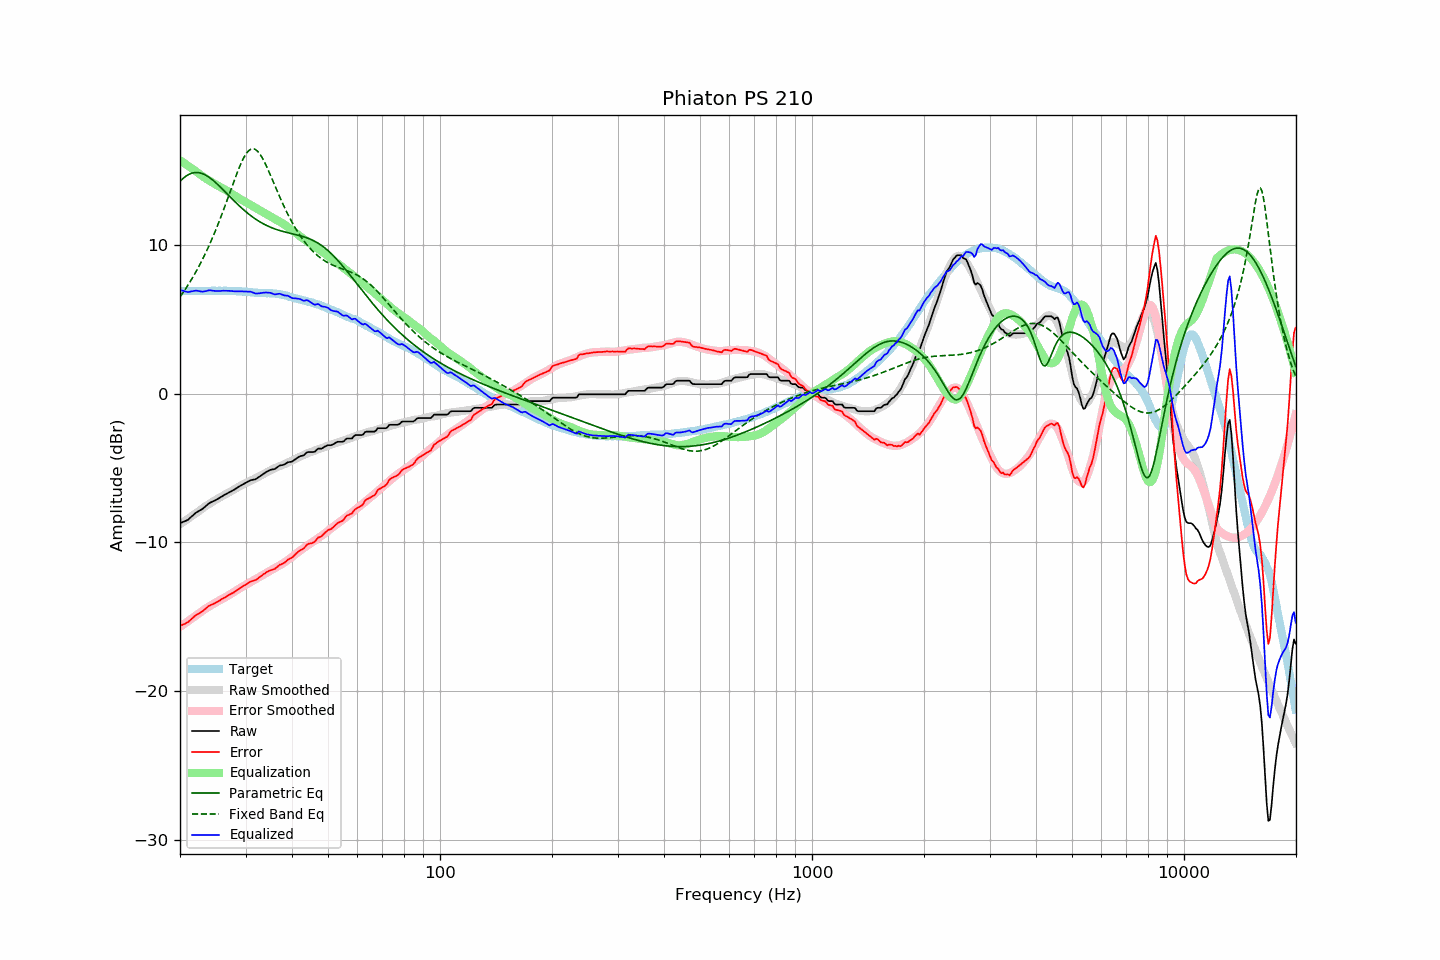 Phiaton PS 210
Amplitude (dBr)
10
0
−10
−20
−30
Target
Raw Smoothed
Error Smoothed
Raw
Error
Equalization
Parametric Eq
Fixed Band Eq
Equalized
100
1000
10000
Frequency (Hz)